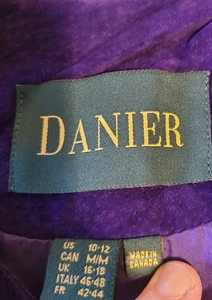 DANIER
US 10-12
CAN M/M
UK 16-18
ITALY 46-48
FR 42-44
MADE IN
CANADA